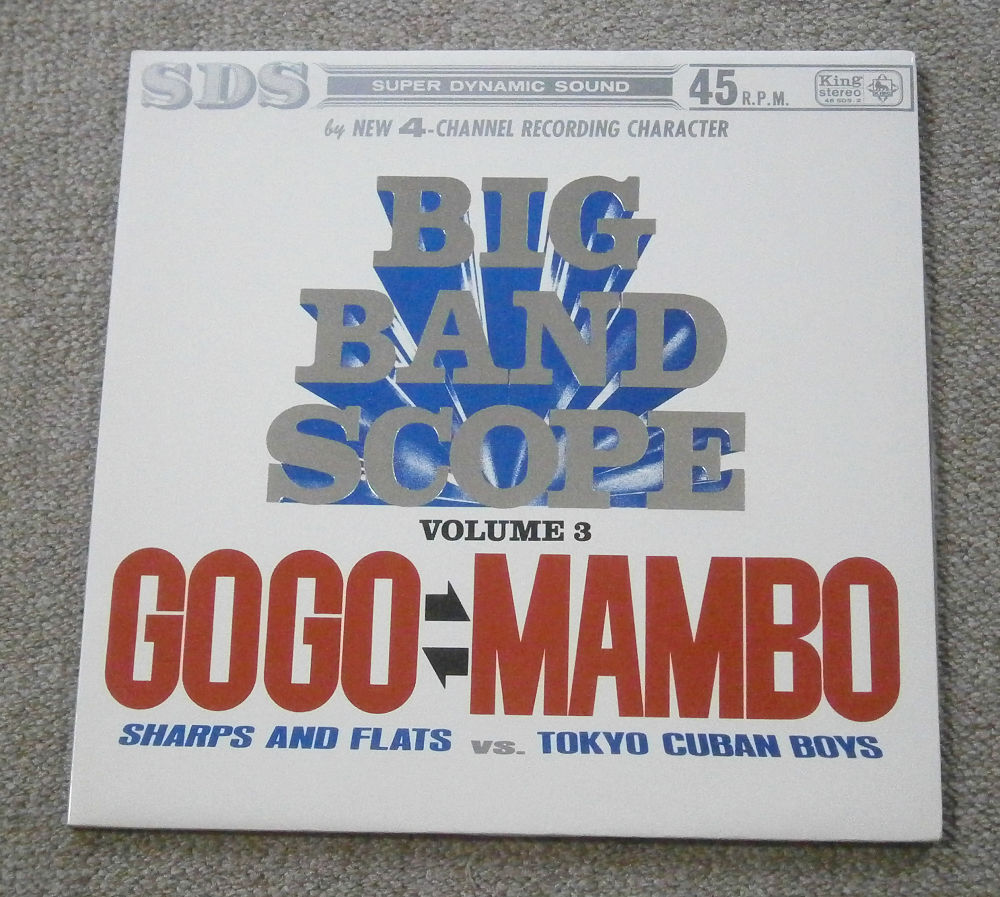 SDS SUPER DYNAMIC SOUND 45 R.P.M. King stereo
by NEW 4-CHANNEL RECORDING CHARACTER
BIG
BAND
SCOPE
VOLUME 3
GOGO MAMBO
SHARPS AND FLATS vs. TOKYO CUBAN BOYS